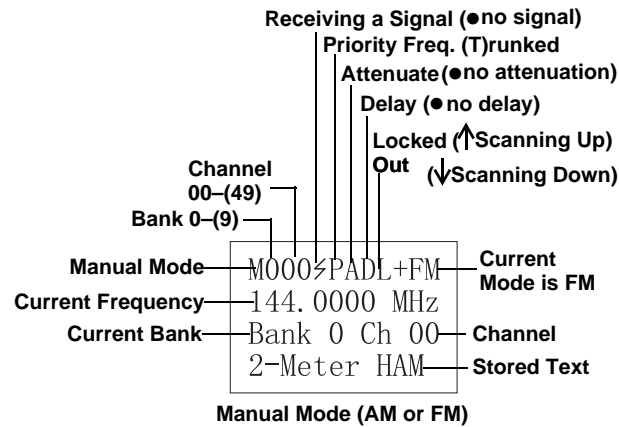 Receiving a Signal (●no signal)
Priority Freq. (T)runked
Attenuate(●no attenuation)
Delay (●no delay)
Locked (↑Scanning Up)
Out (↓Scanning Down)
Channel
00–(49)
Bank 0–(9)
Manual Mode
M000⚡PADL+FM
Current
Mode is FM
Current Frequency
144.0000 MHz
Current Bank
Bank 0 Ch 00
Channel
2-Meter HAM
Stored Text
Manual Mode (AM or FM)